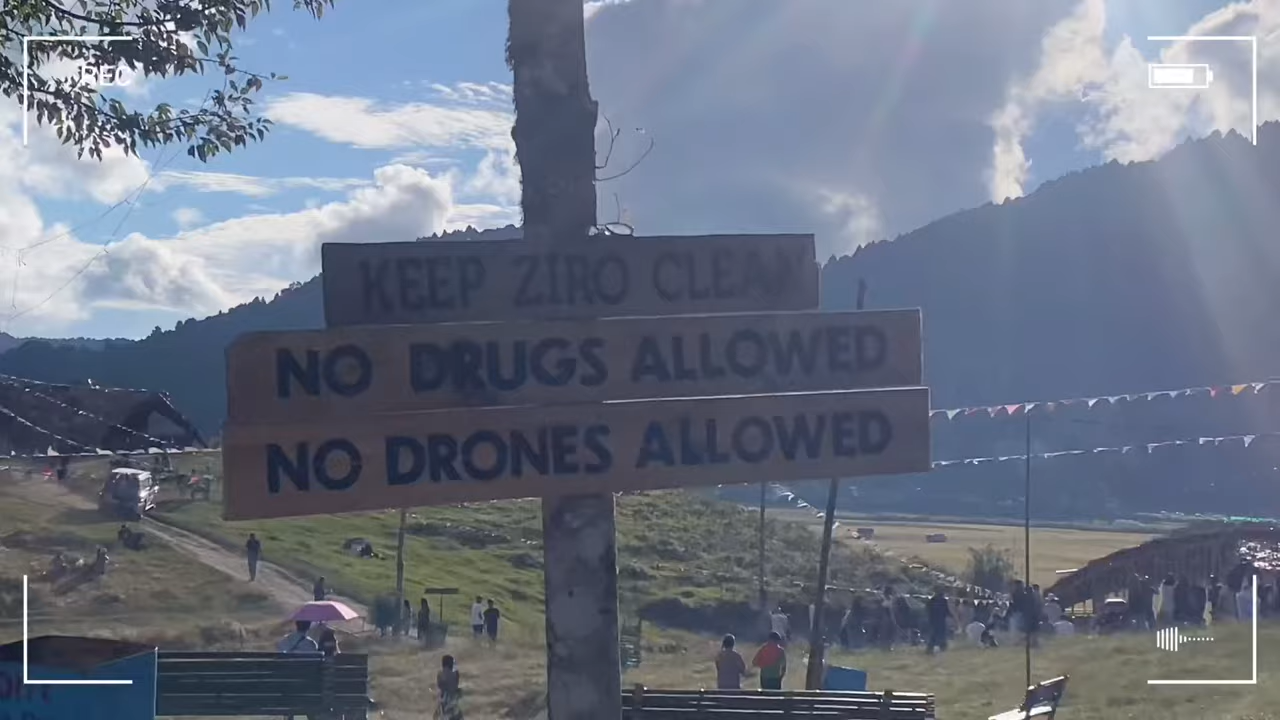 REC
KEEP ZIRO CLEAN
NO DRUGS ALLOWED
NO DRONES ALLOWED